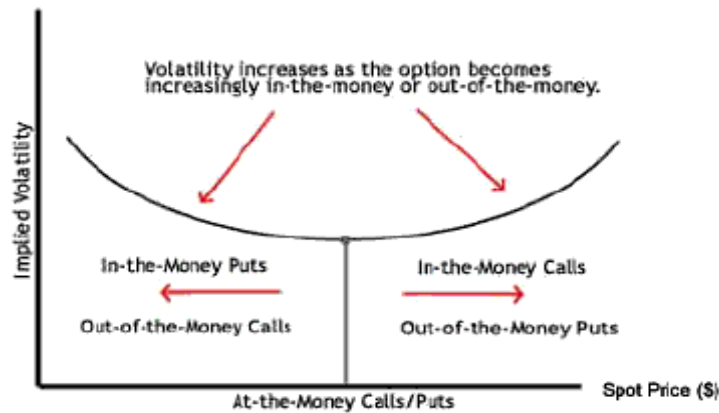 Volatility increases as the option becomes
increasingly in-the-money or out-of-the-money.
Implied Volatility
In-the-Money Puts
In-the-Money Calls
Out-of-the-Money Calls
Out-of-the-Money Puts
At-the-Money Calls/Puts
Spot Price ($)